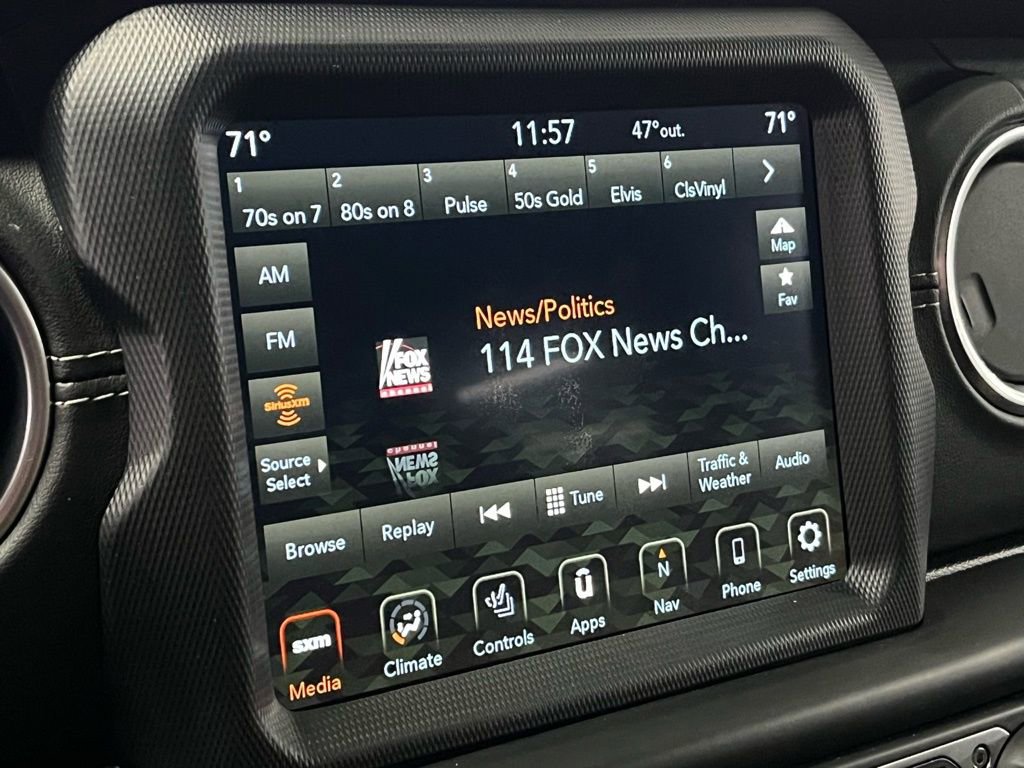 71° 11:57 47°out. 71°
1 2 3 4 5 6
70s on 7 80s on 8 Pulse 50s Gold Elvis ClsVinyl
AM
FM
SiriusXM
Source
Select
Map
Fav
News/Politics
114 FOX News Ch...
FOX
NEWS
channel
Browse Replay Tune Traffic & Weather Audio
sxm
Media
Climate
Controls
ū
Apps
N
Nav
Phone
Settings